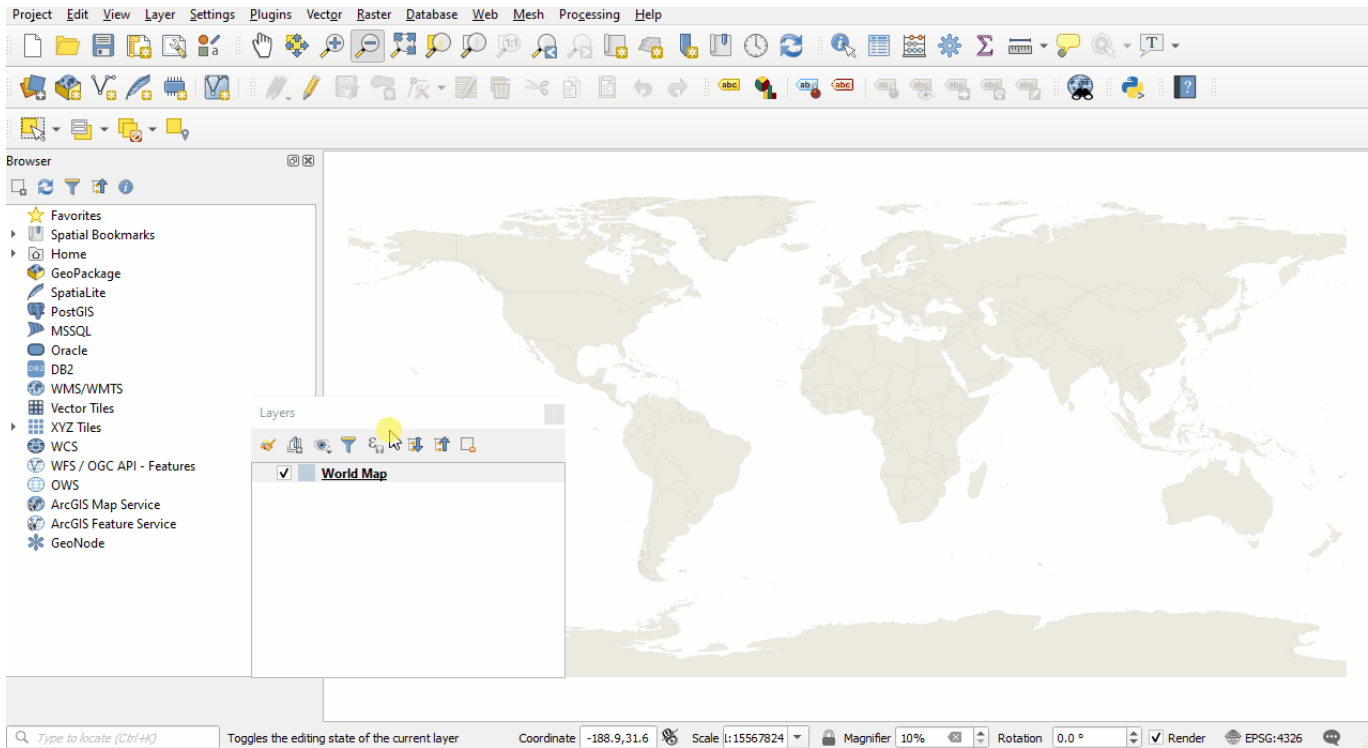 Project Edit View Layer Settings Plugins Vector Raster Database Web Mesh Processing Help
Browser
Favorites
Spatial Bookmarks
Home
GeoPackage
SpatiaLite
PostGIS
MSSQL
Oracle
DB2
WMS/WMTS
Vector Tiles
XYZ Tiles
WCS
WFS / OGC API - Features
OWS
ArcGIS Map Service
ArcGIS Feature Service
GeoNode
Layers
World Map
Type to locate (Ctrl+K) Toggles the editing state of the current layer Coordinate -188.9,31.6 Scale 1:15567824 Magnifier 10% Rotation 0.0 ° Render EPSG:4326